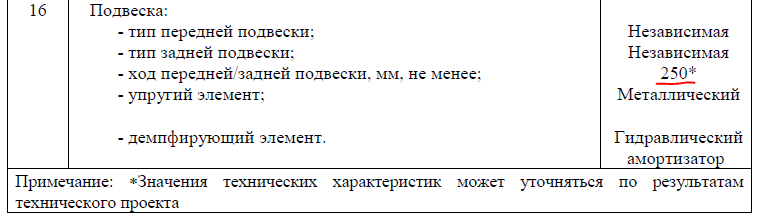 16 Подвеска:
- тип передней подвески; Независимая
- тип задней подвески; Независимая
- ход передней/задней подвески, мм, не менее; 250*
- упругий элемент; Металлический
- демпфирующий элемент. Гидравлический
амортизатор
Примечание: *Значения технических характеристик может уточняться по результатам
технического проекта